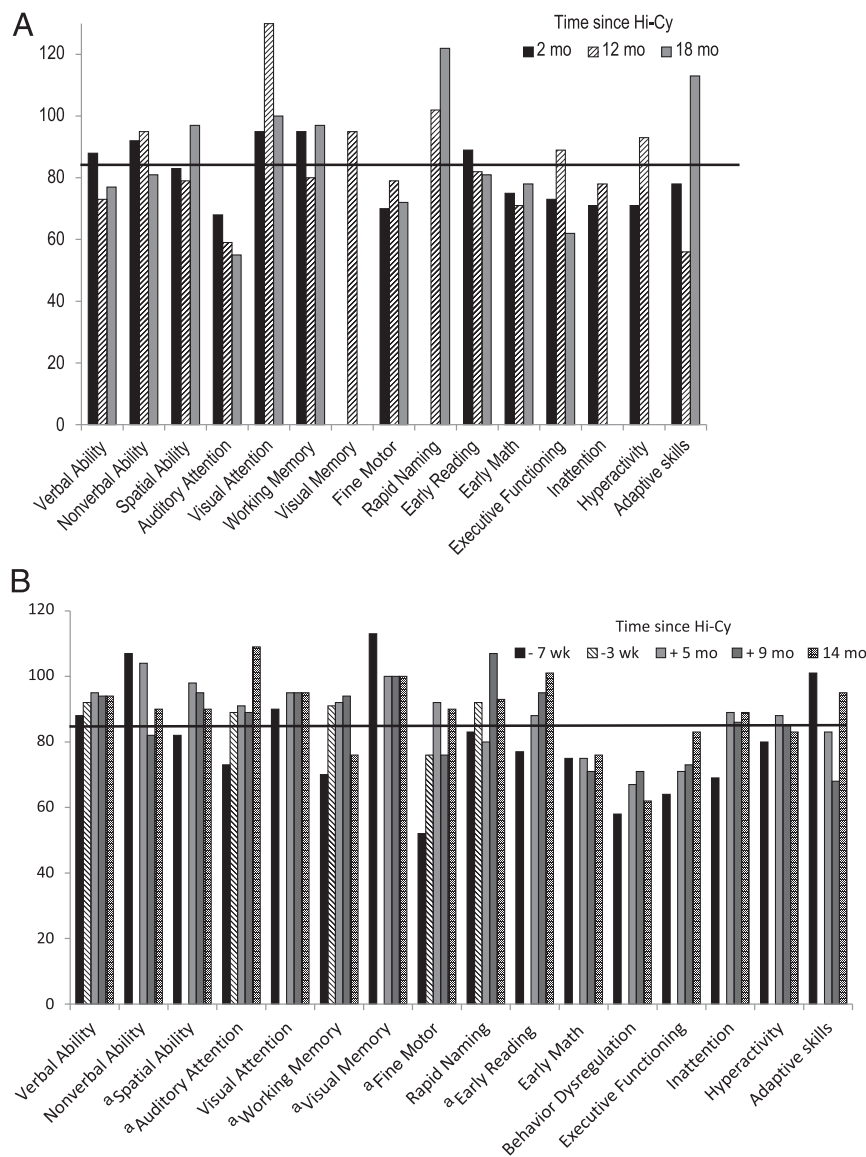 A
Time since Hi-Cy
2 mo 12 mo 18 mo
120
100
80
60
40
20
0
Verbal Ability
Nonverbal Ability
Spatial Ability
Auditory Attention
Visual Attention
Working Memory
Visual Memory
Fine Motor
Rapid Naming
Early Reading
Early Math
Executive Functioning
Inattention
Hyperactivity
Adaptive skills
B
Time since Hi-Cy
- 7 wk -3 wk + 5 mo + 9 mo 14 mo
120
100
80
60
40
20
0
Verbal Ability
Nonverbal Ability
a Spatial Ability
a Auditory Attention
Visual Attention
a Working Memory
a Visual Memory
a Fine Motor
Rapid Naming
a Early Reading
Early Math
Behavior Dysregulation
Executive Functioning
Inattention
Hyperactivity
Adaptive skills